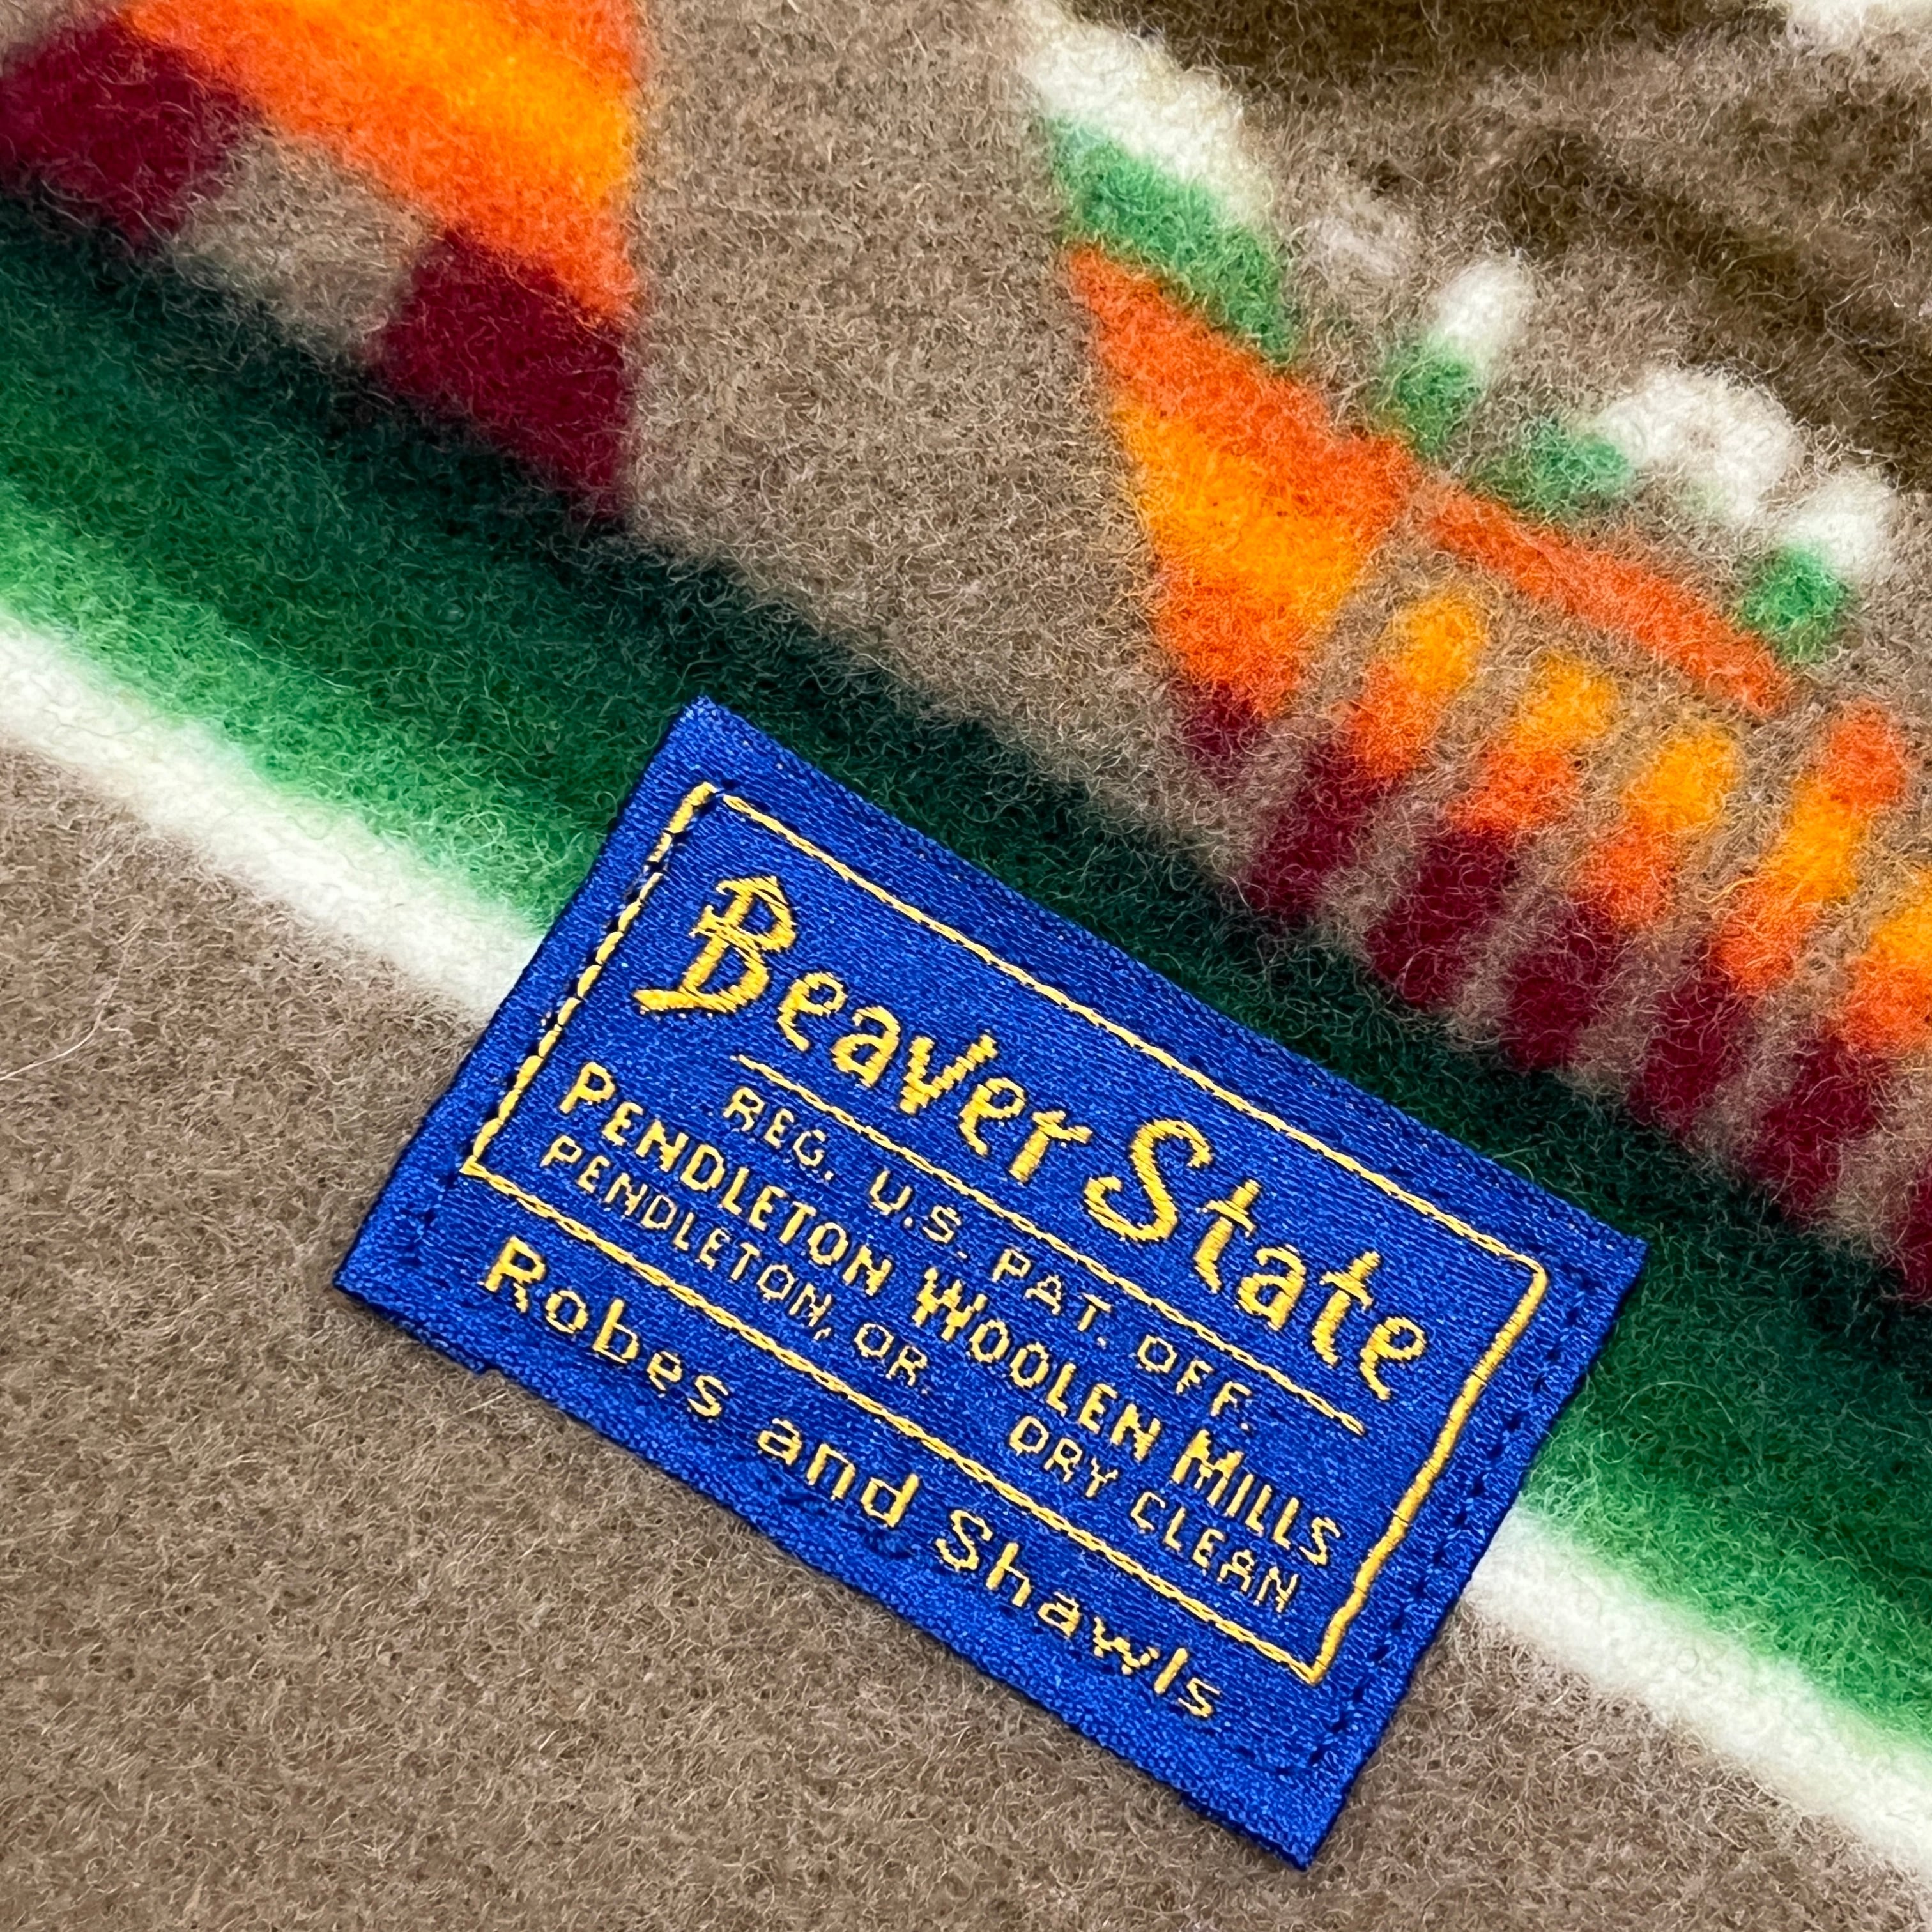 Beaver State
REG. U.S. PAT. OFF.
PENDLETON WOOLEN MILLS
PENDLETON, OR. DRY CLEAN
Robes and Shawls